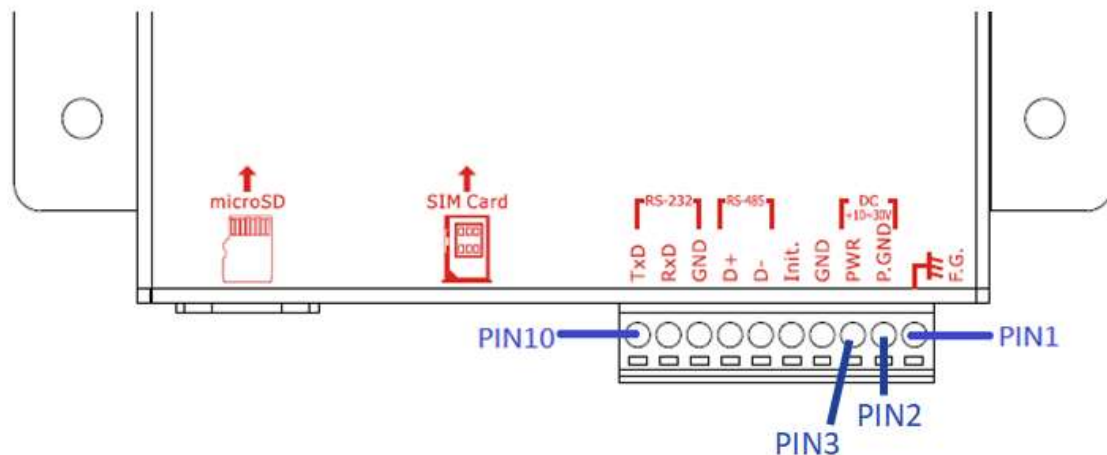 microSD
SIM Card
RS-232
RS-485
DC
+10~30V
TxD
RxD
GND
D+
D-
Init.
GND
PWR
P.GND
F.G.
PIN10
PIN1
PIN2
PIN3